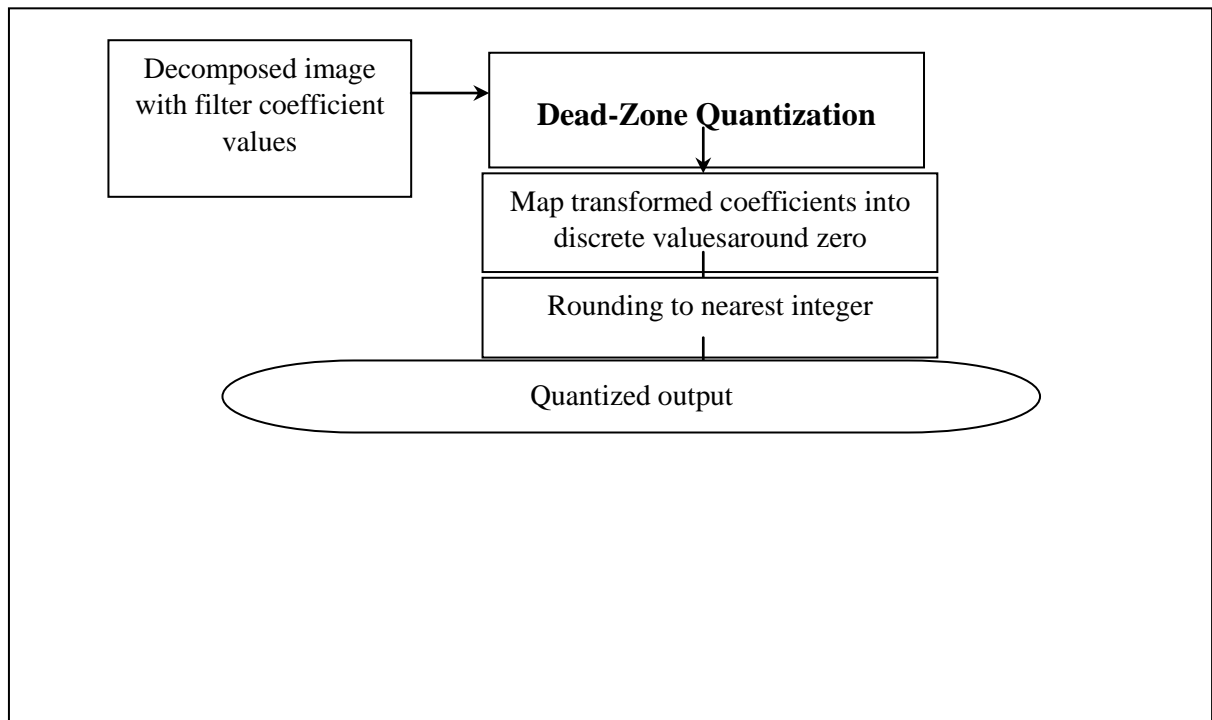 Decomposed image
with filter coefficient
values
Dead-Zone Quantization
Map transformed coefficients into
discrete valuesaround zero
Rounding to nearest integer
Quantized output